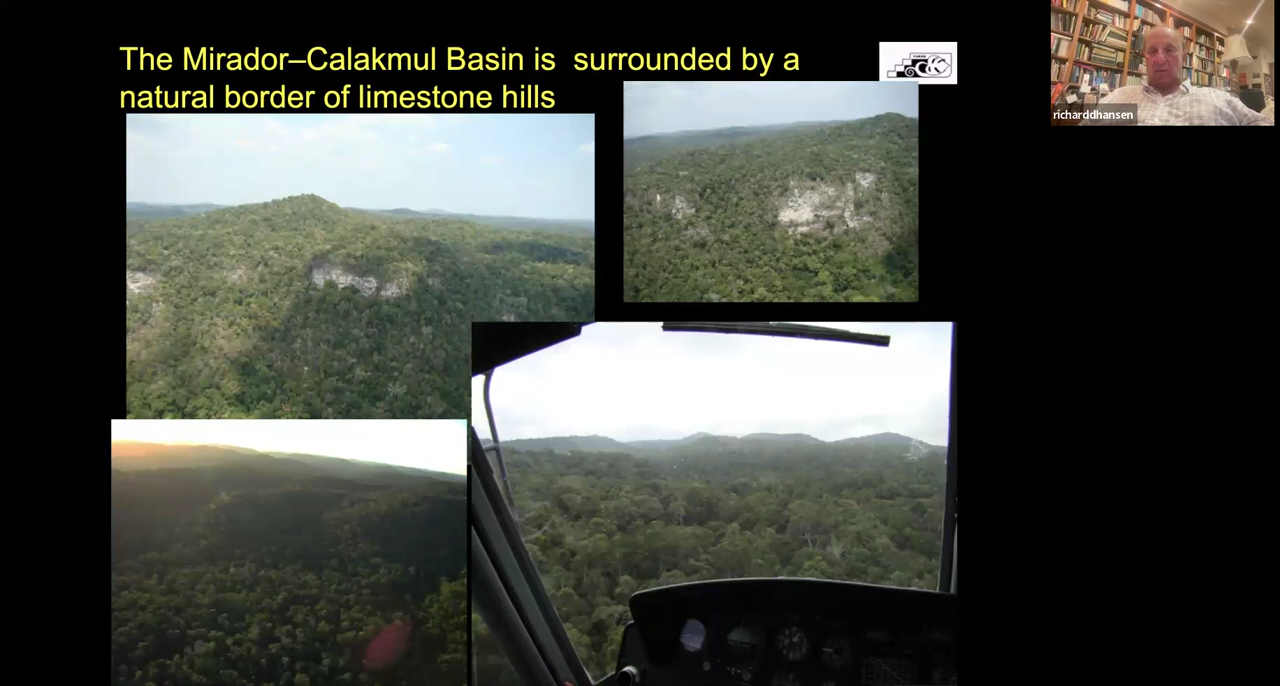 The Mirador–Calakmul Basin is surrounded by a
natural border of limestone hills
richarddhansen